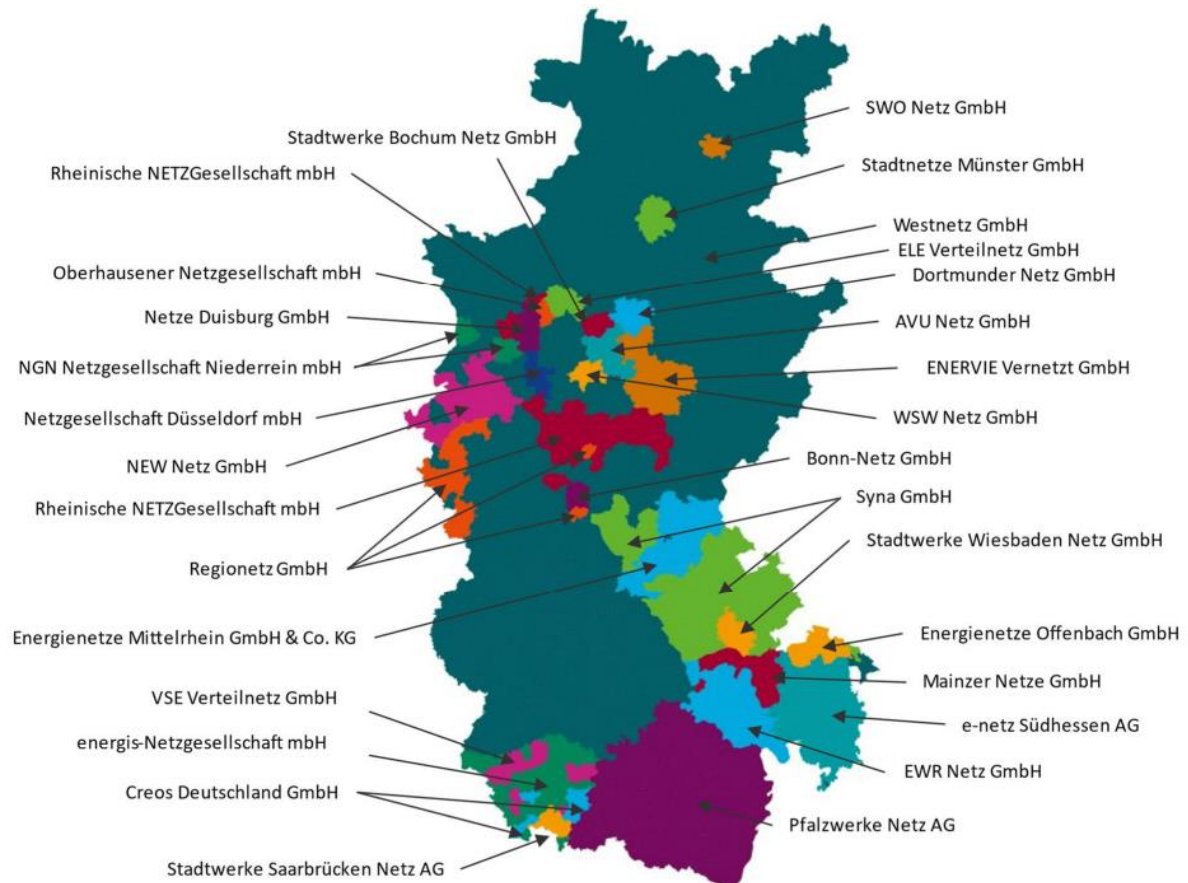 SWO Netz GmbH
Stadtwerke Bochum Netz GmbH
Rheinische NETZGesellschaft mbH
Stadtnetze Münster GmbH
Westnetz GmbH
ELE Verteilnetz GmbH
Oberhausener Netzgesellschaft mbH
Dortmunder Netz GmbH
Netze Duisburg GmbH
AVU Netz GmbH
NGN Netzgesellschaft Niederrein mbH
ENERVIE Vernetzt GmbH
Netzgesellschaft Düsseldorf mbH
WSW Netz GmbH
NEW Netz GmbH
Bonn-Netz GmbH
Syna GmbH
Rheinische NETZGesellschaft mbH
Stadtwerke Wiesbaden Netz GmbH
Regionetz GmbH
Energienetze Mittelrhein GmbH & Co. KG
Energienetze Offenbach GmbH
Mainzer Netze GmbH
VSE Verteilnetz GmbH
e-netz Südhessen AG
energis-Netzgesellschaft mbH
EWR Netz GmbH
Creos Deutschland GmbH
Pfalzwerke Netz AG
Stadtwerke Saarbrücken Netz AG